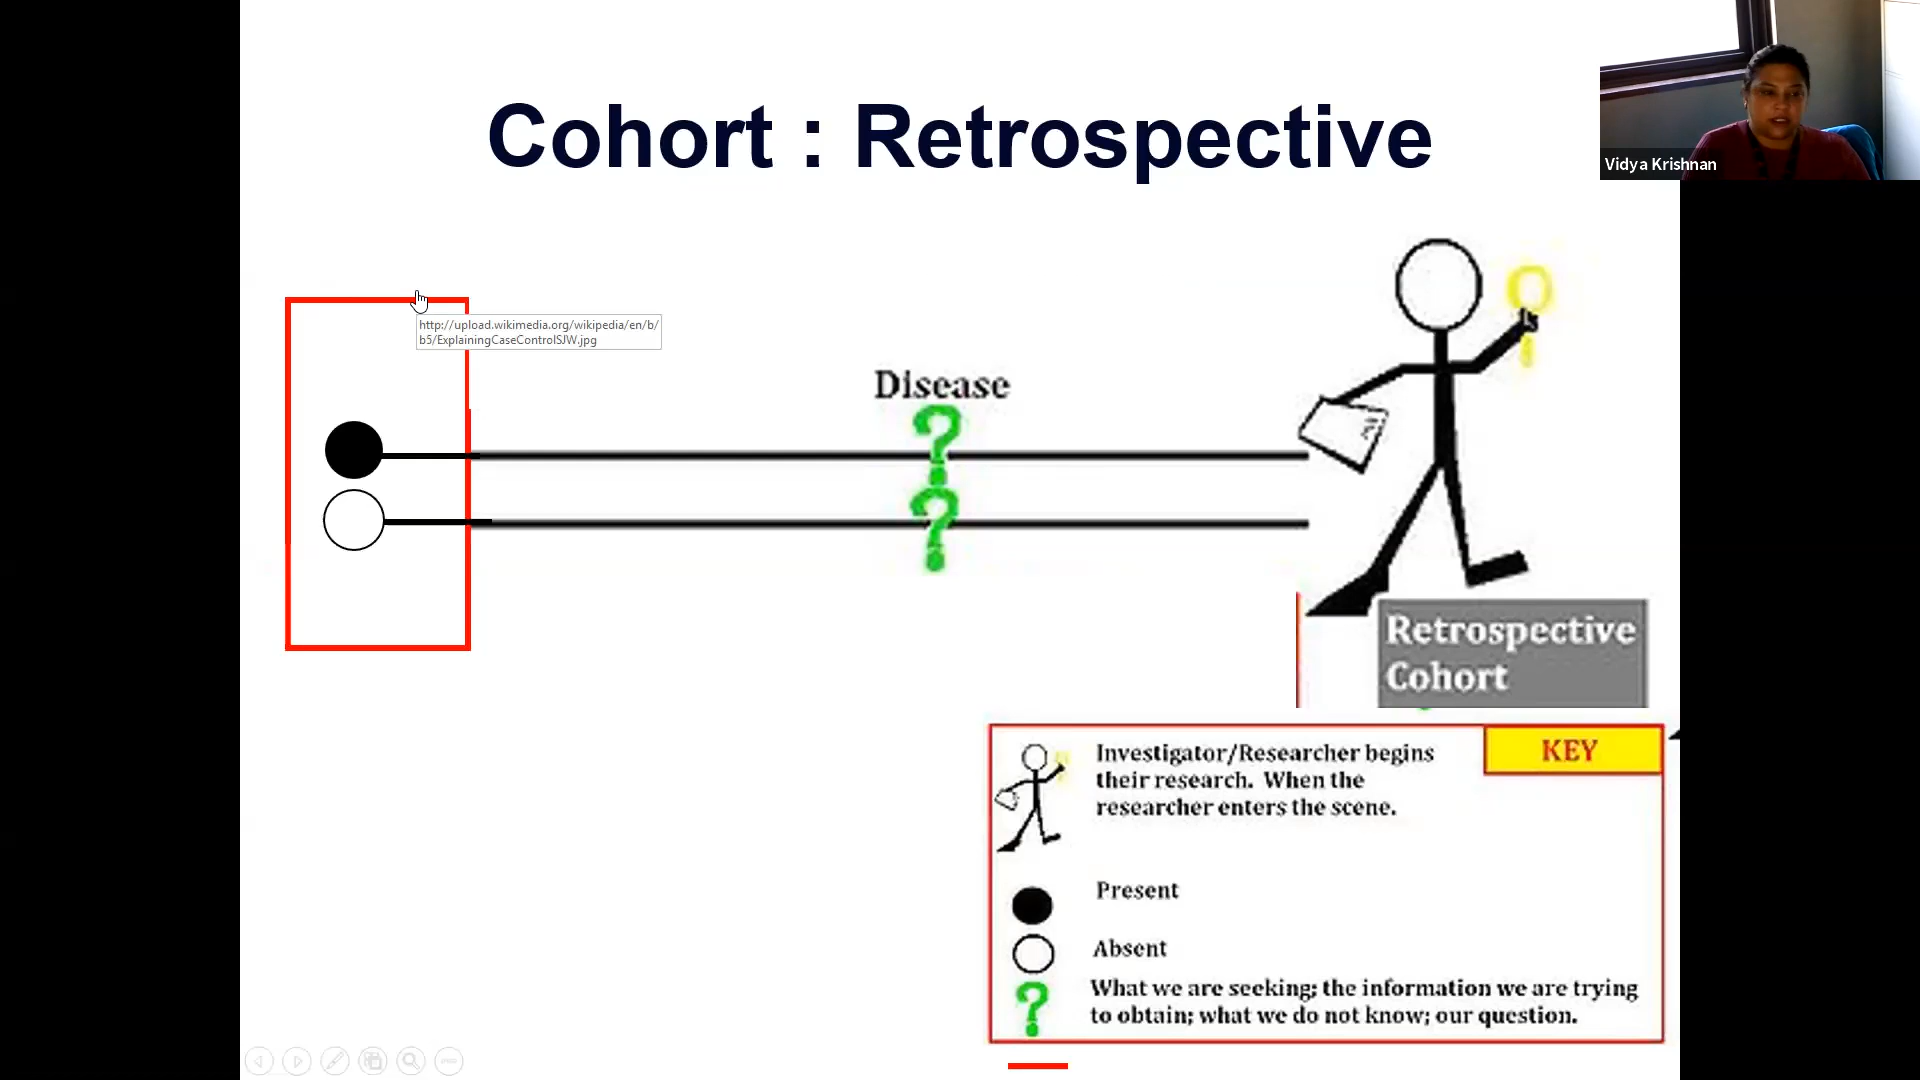 Cohort : Retrospective
Vidya Krishnan
http://upload.wikimedia.org/wikipedia/en/b/
b5/ExplainingCaseControlSJW.jpg
Disease
?
?
Retrospective
Cohort
KEY
Investigator/Researcher begins
their research. When the
researcher enters the scene.
Present
Absent
?
What we are seeking; the information we are trying
to obtain; what we do not know; our question.